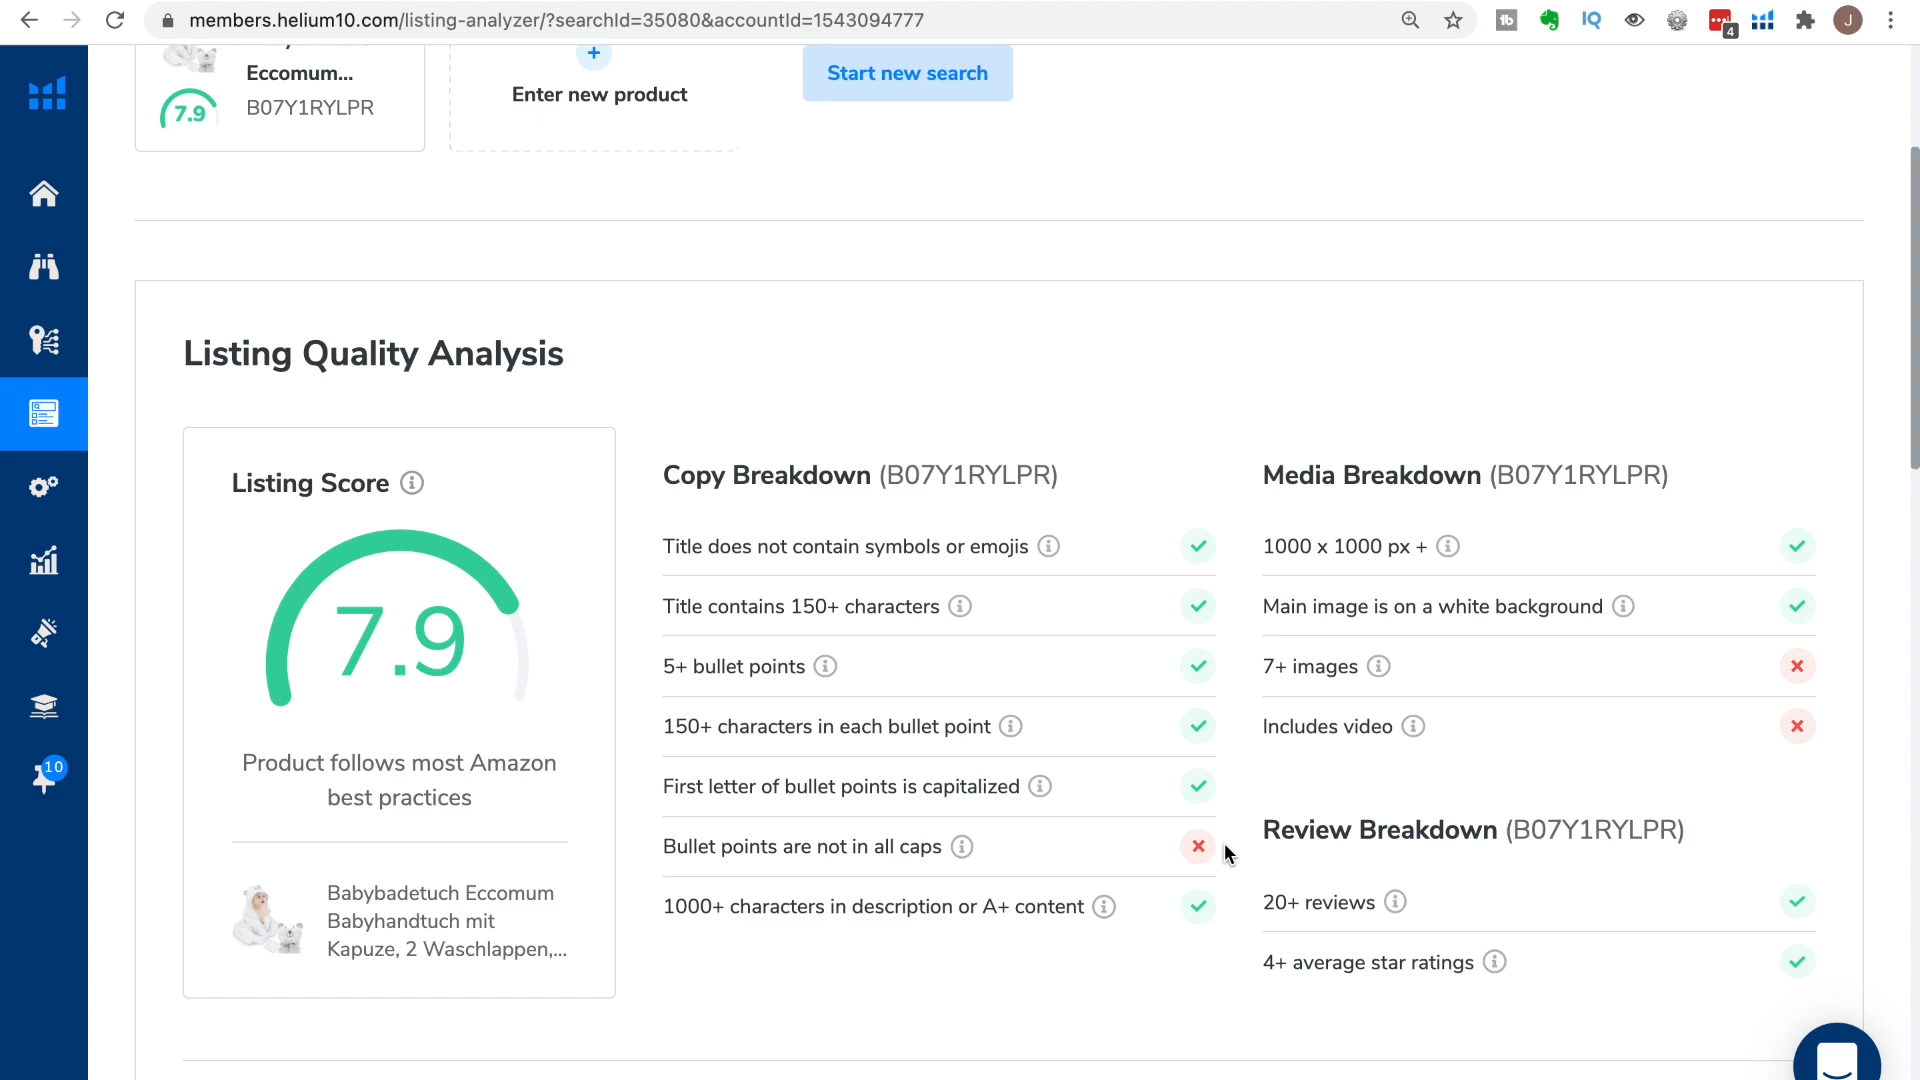 members.helium10.com/listing-analyzer/?searchId=35080&accountId=1543094777
tb
IQ
4
J
Eccomum...
7.9
B07Y1RYLPR
+
Enter new product
Start new search
Listing Quality Analysis
Listing Score
7.9
Product follows most Amazon
best practices
Babybadetuch Eccomum
Babyhandtuch mit
Kapuze, 2 Waschlappen,...
Copy Breakdown (B07Y1RYLPR)
Title does not contain symbols or emojis
Title contains 150+ characters
5+ bullet points
150+ characters in each bullet point
First letter of bullet points is capitalized
Bullet points are not in all caps
1000+ characters in description or A+ content
Media Breakdown (B07Y1RYLPR)
1000 x 1000 px +
Main image is on a white background
7+ images
Includes video
Review Breakdown (B07Y1RYLPR)
20+ reviews
4+ average star ratings
10